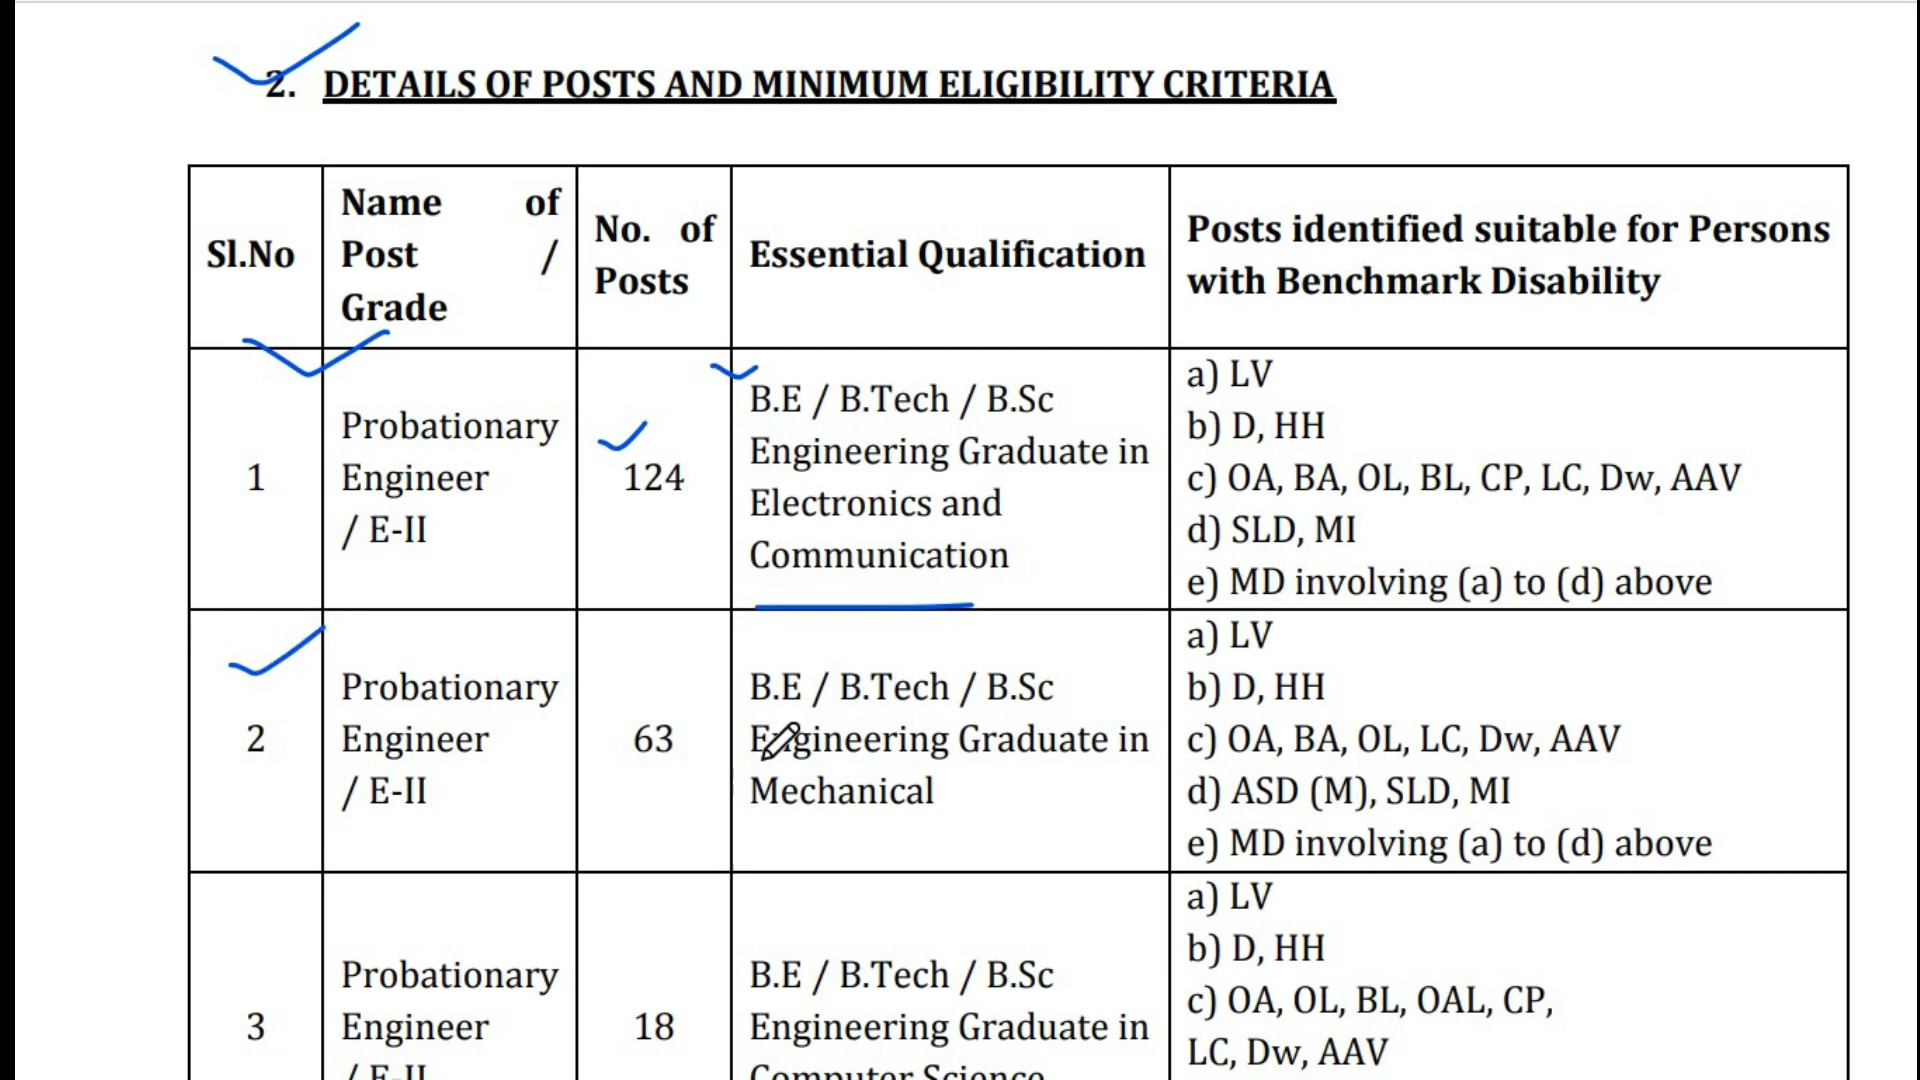 2. DETAILS OF POSTS AND MINIMUM ELIGIBILITY CRITERIA
Sl.No
Name of
Post /
Grade
No. of
Posts
Essential Qualification
Posts identified suitable for Persons
with Benchmark Disability
1
Probationary
Engineer
/ E-II
124
B.E / B.Tech / B.Sc
Engineering Graduate in
Electronics and
Communication
a) LV
b) D, HH
c) OA, BA, OL, BL, CP, LC, Dw, AAV
d) SLD, MI
e) MD involving (a) to (d) above
2
Probationary
Engineer
/ E-II
63
B.E / B.Tech / B.Sc
Engineering Graduate in
Mechanical
a) LV
b) D, HH
c) OA, BA, OL, LC, Dw, AAV
d) ASD (M), SLD, MI
e) MD involving (a) to (d) above
3
Probationary
Engineer
/ E-II
18
B.E / B.Tech / B.Sc
Engineering Graduate in
Computer Science
a) LV
b) D, HH
c) OA, OL, BL, OAL, CP,
LC, Dw, AAV